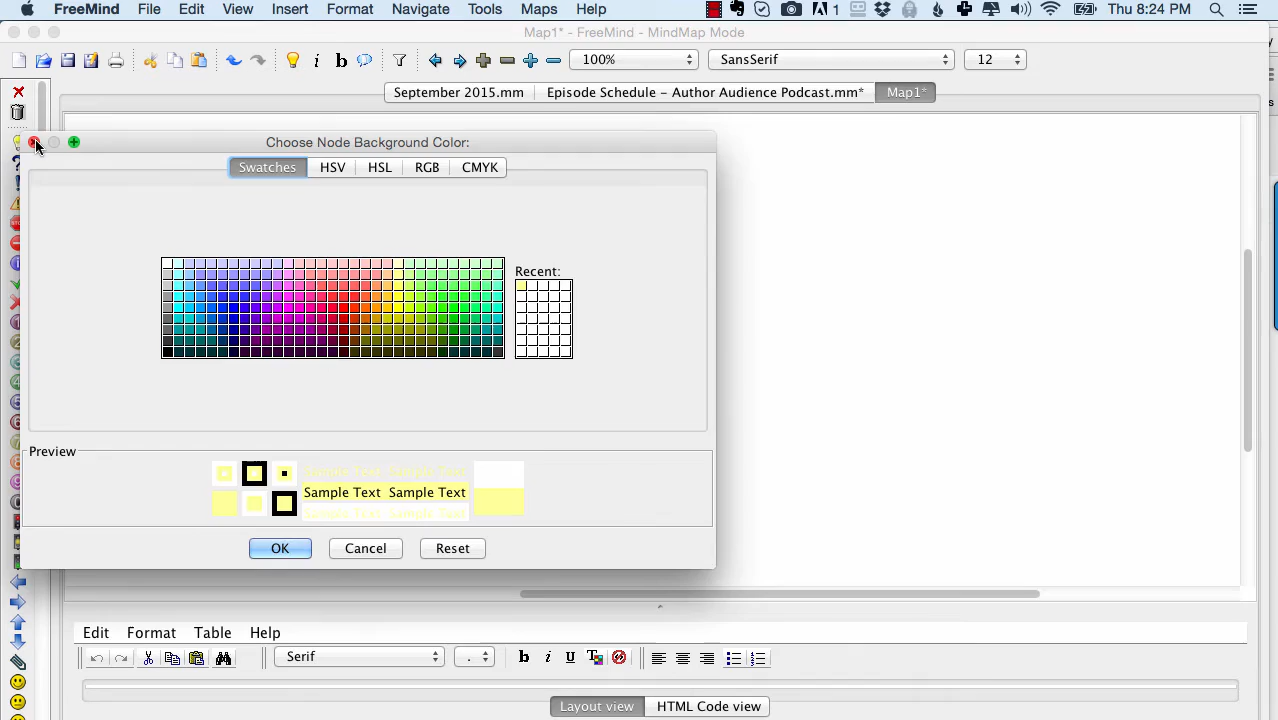 FreeMind File Edit View Insert Format Navigate Tools Maps Help 1 Thu 8:24 PM
Map1* - FreeMind - MindMap Mode
i b 100% SansSerif 12
September 2015.mm Episode Schedule – Author Audience Podcast.mm* Map1*
Choose Node Background Color:
Swatches HSV HSL RGB CMYK
Recent:
Preview
Sample Text Sample Text
Sample Text Sample Text
Sample Text Sample Text
OK Cancel Reset
Edit Format Table Help
Serif . b i U
Layout view HTML Code view